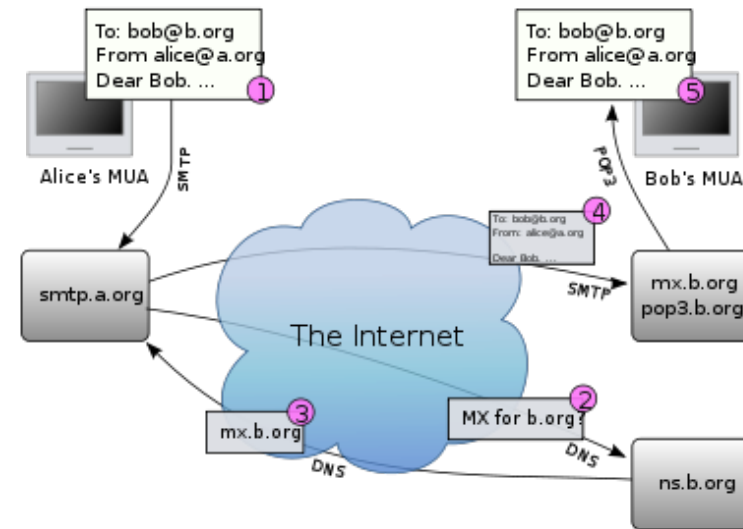 To: bob@b.org
From alice@a.org
Dear Bob. ...
1
Alice's MUA
SMTP
To: bob@b.org
From alice@a.org
Dear Bob. ...
5
Bob's MUA
POP3
smtp.a.org
To: bob@b.org
From: alice@a.org
Dear Bob. ...
4
SMTP
mx.b.org
pop3.b.org
The Internet
MX for b.org?
2
DNS
mx.b.org
3
DNS
ns.b.org